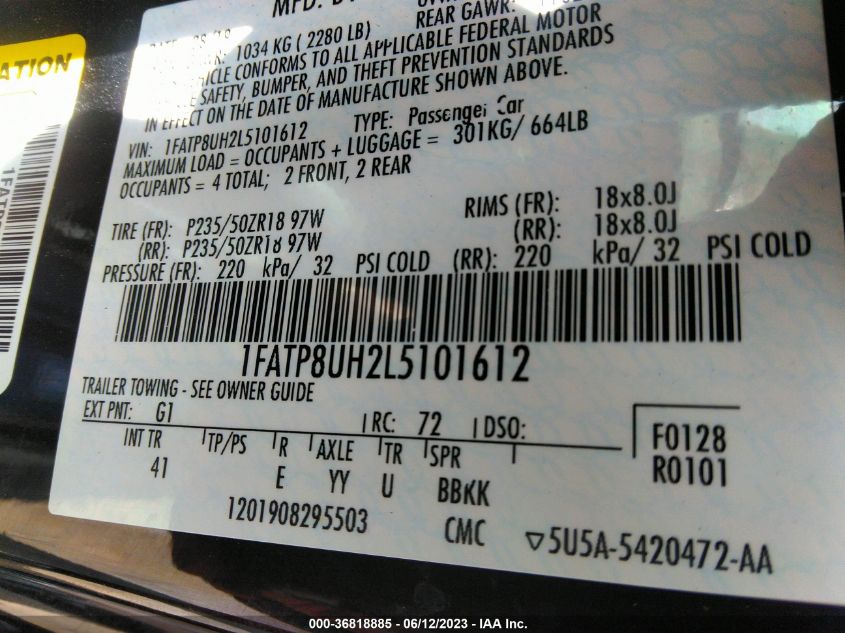 MFD. B
REAR GAWR:
1034 KG ( 2280 LB)
CONFORMS TO ALL APPLICABLE FEDERAL MOTOR
SAFETY, BUMPER, AND THEFT PREVENTION STANDARDS
IN EFFECT ON THE DATE OF MANUFACTURE SHOWN ABOVE.
VIN: 1FATP8UH2L5101612 TYPE: Passenger Car
MAXIMUM LOAD = OCCUPANTS + LUGGAGE = 301KG/ 664LB
OCCUPANTS = 4 TOTAL; 2 FRONT, 2 REAR
TIRE (FR): P235/50ZR18 97W RIMS (FR): 18x8.0J
(RR): P235/50ZR18 97W (RR): 18x8.0J
PRESSURE (FR): 220 kPa/ 32 PSI COLD (RR): 220 kPa/ 32 PSI COLD
1FATP8UH2L5101612
TRAILER TOWING - SEE OWNER GUIDE
EXT PNT: G1 RC: 72 DSO:
INT TR TP/PS R AXLE TR SPR F0128
41 E YY U BBKK R0101
1201908295503 CMC ▽5U5A-5420472-AA
ATION
1FATP
000-36818885 - 06/12/2023 - IAA Inc.